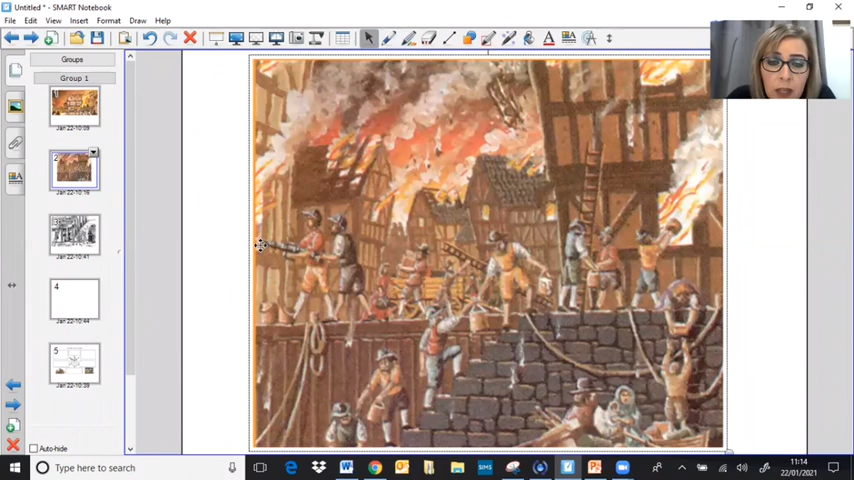 Untitled * - SMART Notebook
File Edit View Insert Format Draw Help
Groups
Group 1
1
Jan 22-10:09
2
Jan 22-10:16
Jan 22-10:41
4
Jan 22-10:44
5
Jan 22-10:39
Auto-hide
Type here to search
SIMS
11:14
22/01/2021